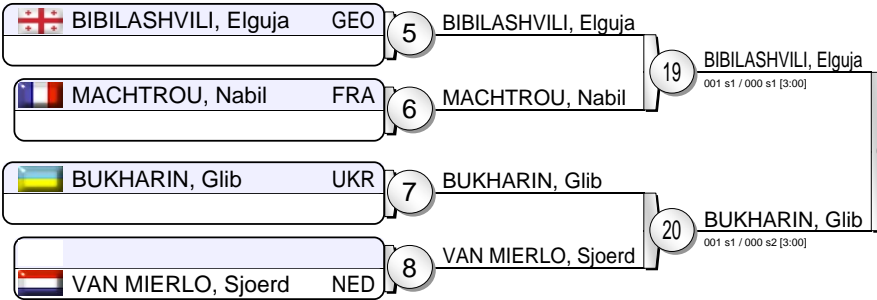 BIBILASHVILI, Elguja GEO
5
BIBILASHVILI, Elguja
19
BIBILASHVILI, Elguja
001 s1 / 000 s1 [3:00]
MACHTROU, Nabil FRA
6
MACHTROU, Nabil
BUKHARIN, Glib UKR
7
BUKHARIN, Glib
20
BUKHARIN, Glib
001 s1 / 000 s2 [3:00]
VAN MIERLO, Sjoerd NED
8
VAN MIERLO, Sjoerd